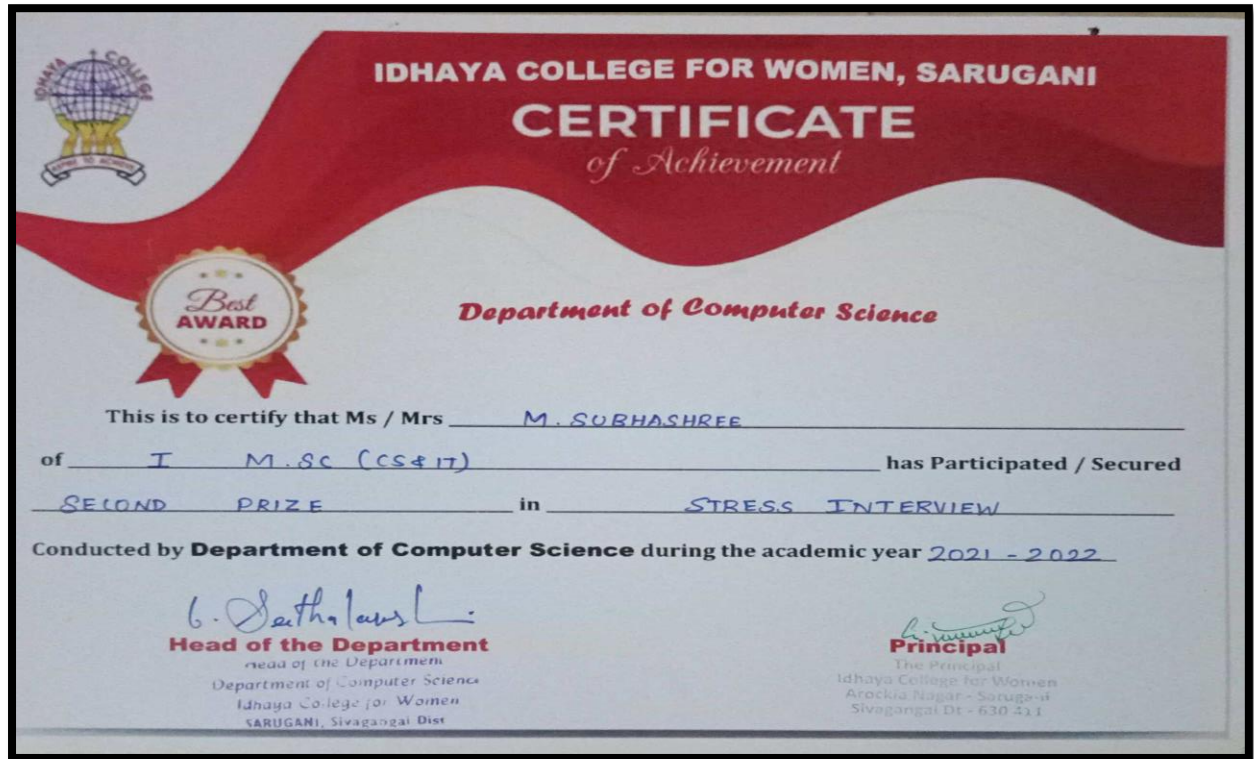 IDHAYA COLLEGE
IDHAYA COLLEGE FOR WOMEN, SARUGANI
CERTIFICATE
of Achievement
Best
AWARD
Department of Computer Science
This is to certify that Ms / Mrs M. SUBHASHREE
of I M.SC (CS & IT) has Participated / Secured
SECOND PRIZE in STRESS INTERVIEW
Conducted by Department of Computer Science during the academic year 2021 - 2022
Head of the Department
Head of the Department
Department of Computer Science
Idhaya College for Women
SARUGANI, Sivagangai Dist
Principal
The Principal
Idhaya College for Women
Arockia Nagar - Sarugani
Sivagangai Dt - 630 411